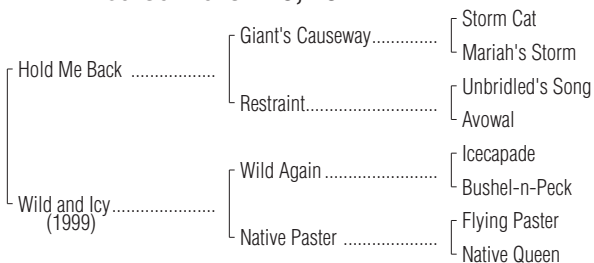 Storm Cat
Giant's Causeway..............
Mariah's Storm
Hold Me Back ..................
Unbridled's Song
Restraint............................
Avowal
Icecapade
Wild Again ........................
Bushel-n-Peck
Wild and Icy......................
(1999)
Flying Paster
Native Paster ....................
Native Queen